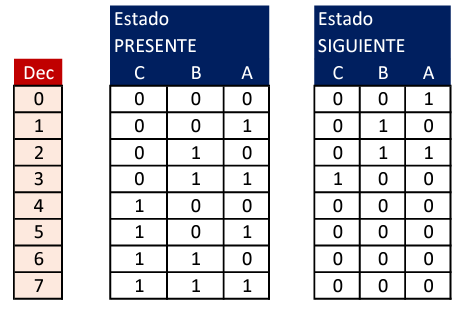 Estado Estado
PRESENTE SIGUIENTE
Dec C B A C B A
0 0 0 0 0 0 1
1 0 0 1 0 1 0
2 0 1 0 0 1 1
3 0 1 1 1 0 0
4 1 0 0 0 0 0
5 1 0 1 0 0 0
6 1 1 0 0 0 0
7 1 1 1 0 0 0